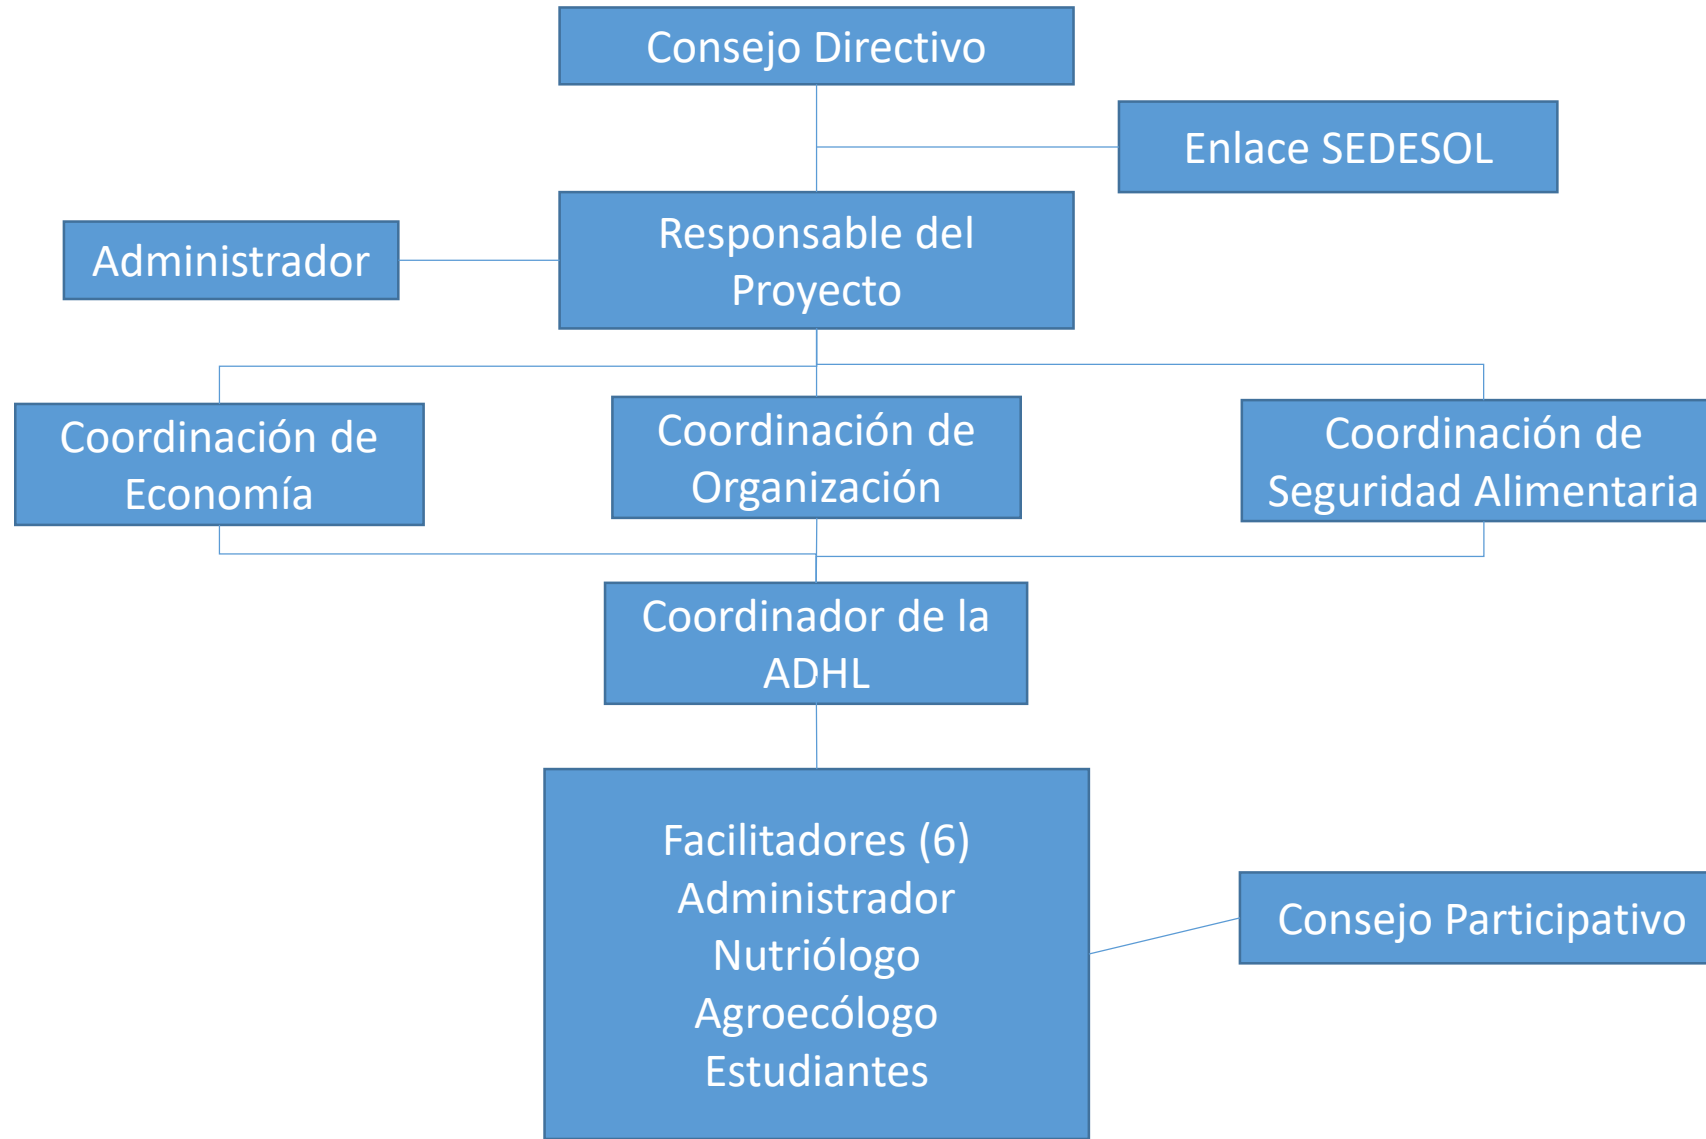 Consejo Directivo
Enlace SEDESOL
Responsable del
Proyecto
Administrador
Coordinación de
Economía
Coordinación de
Organización
Coordinación de
Seguridad Alimentaria
Coordinador de la
ADHL
Facilitadores (6)
Administrador
Nutriólogo
Agroecólogo
Estudiantes
Consejo Participativo